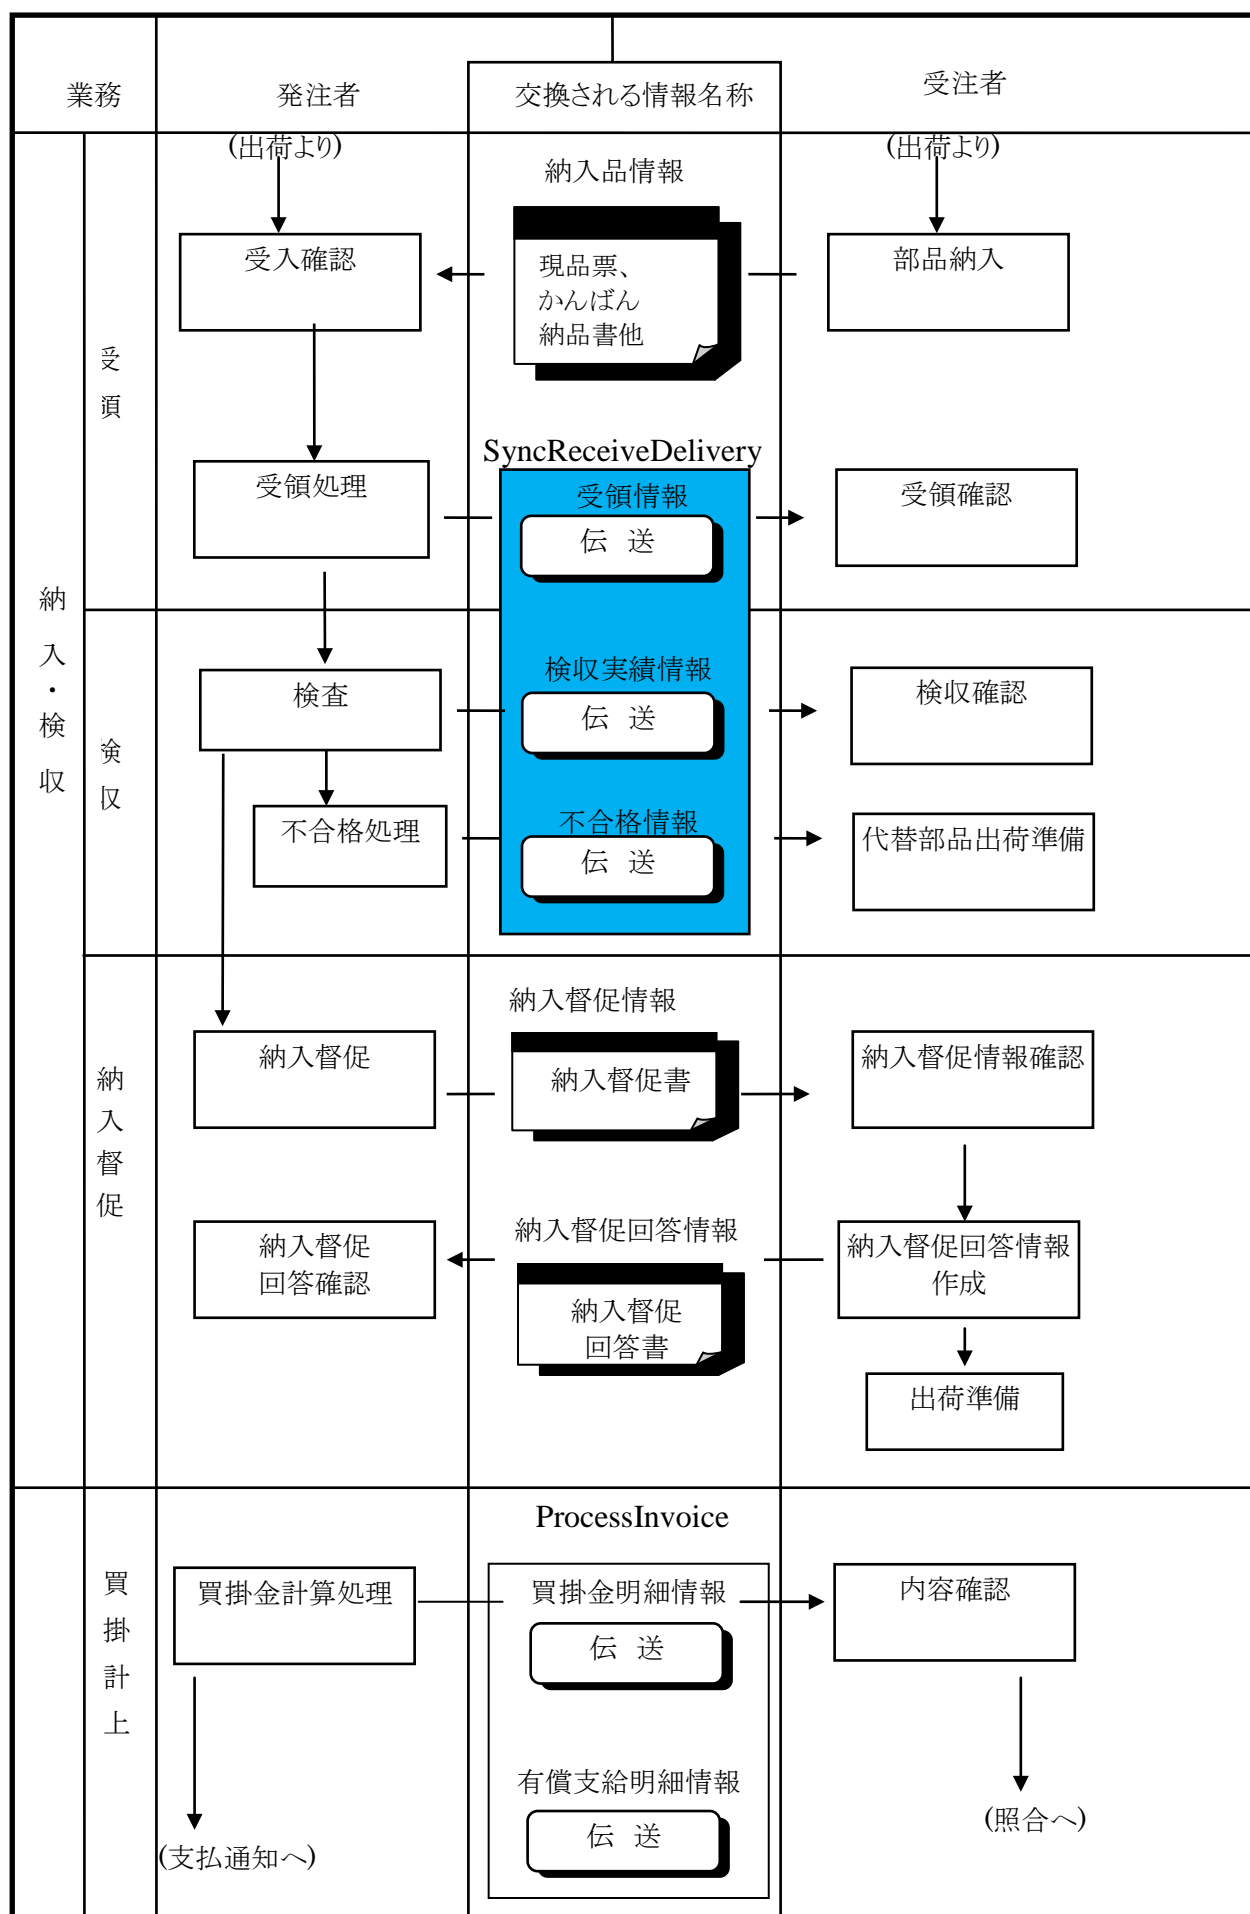 業務
発注者
交換される情報名称
受注者
(出荷より)
(出荷より)
納入品情報
受入確認
現品票、
かんばん
納品書他
部品納入
受
領
SyncReceiveDelivery
受領処理
受領情報
伝 送
受領確認
納
入
・
検
収
検
収
検査
検収実績情報
伝 送
検収確認
不合格処理
不合格情報
伝 送
代替部品出荷準備
納
入
督
促
納入督促情報
納入督促
納入督促書
納入督促情報確認
納入督促回答情報
納入督促
回答確認
納入督促
回答書
納入督促回答情報
作成
出荷準備
買
掛
計
上
ProcessInvoice
買掛金計算処理
買掛金明細情報
伝 送
内容確認
有償支給明細情報
伝 送
(支払通知へ)
(照合へ)